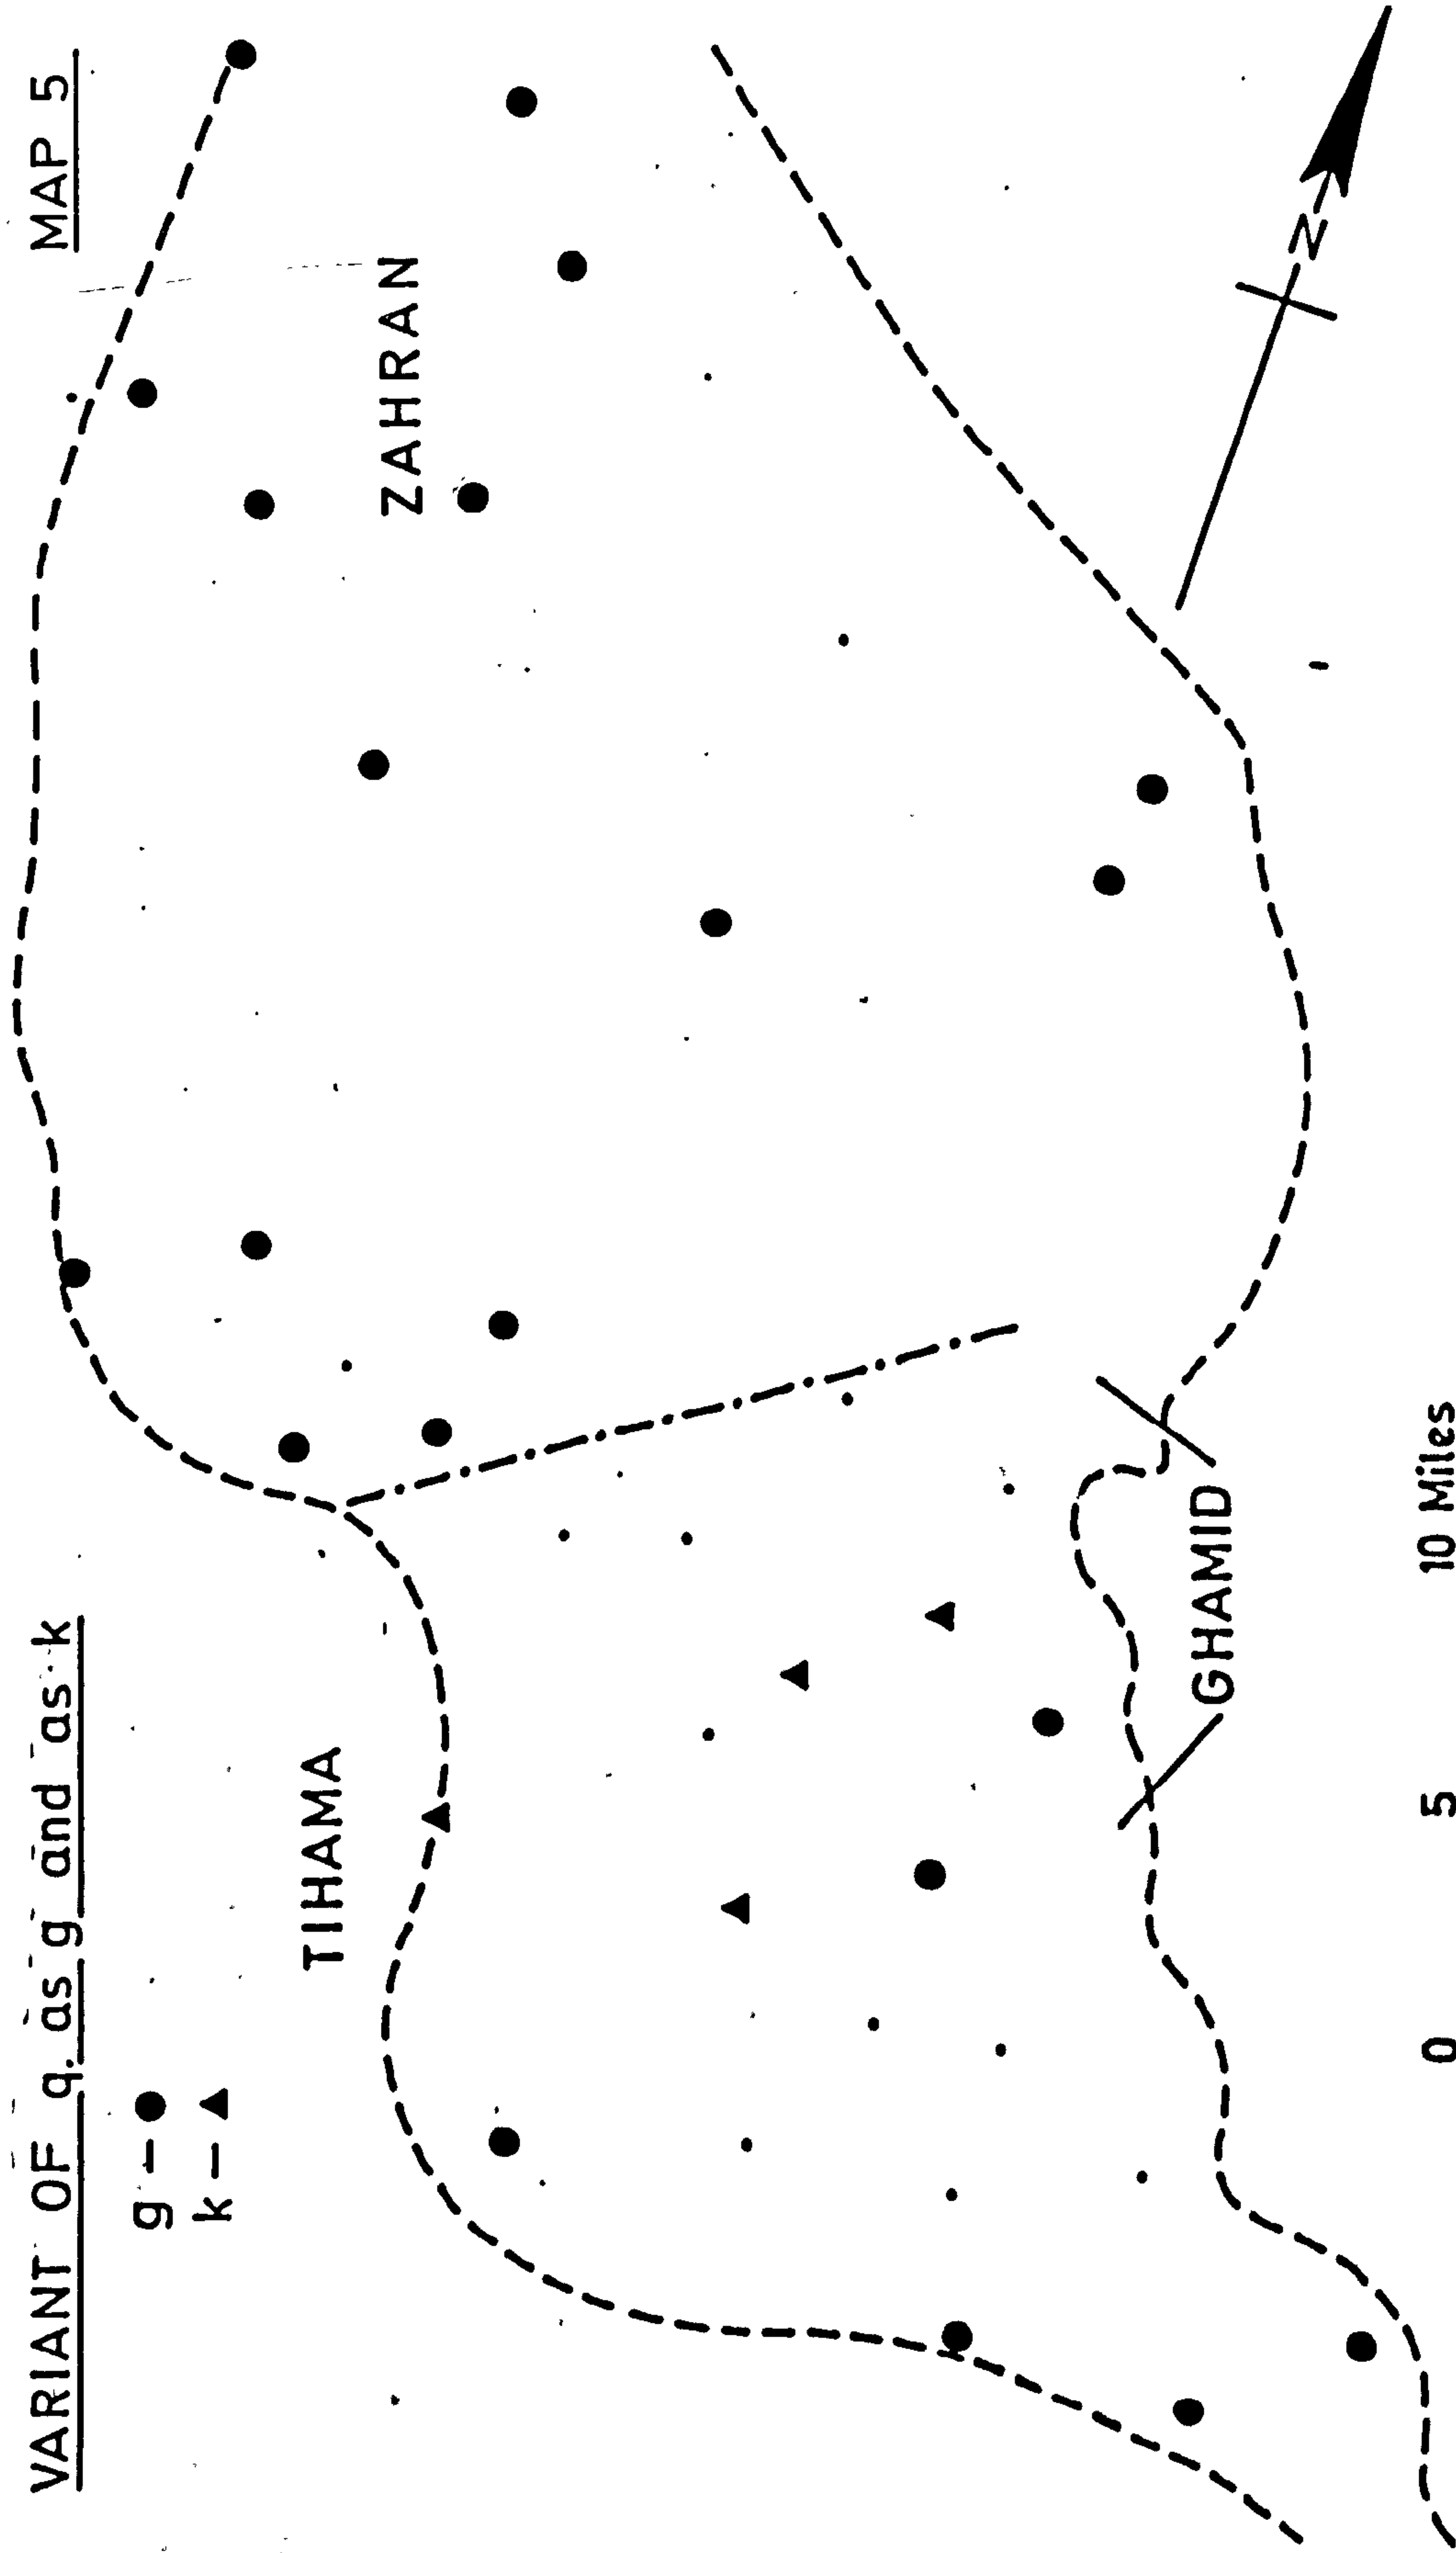 VARIANT OF q. as g and as k
MAP 5
g –
k –
TIHAMA
ZAHRAN
GHAMID
N
0 5 10 Miles